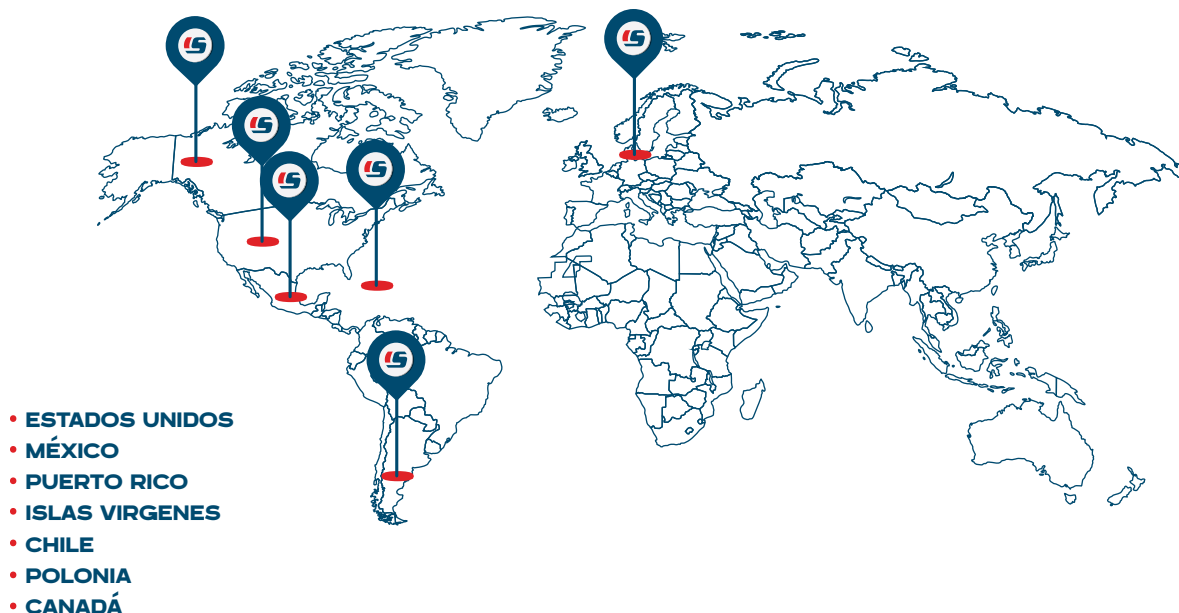 ESTADOS UNIDOS
MÉXICO
PUERTO RICO
ISLAS VIRGENES
CHILE
POLONIA
CANADÁ